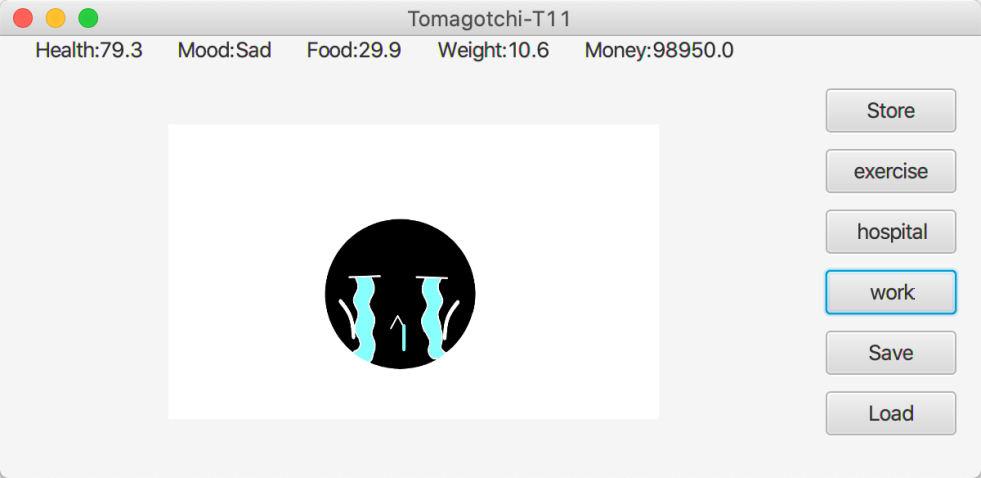 Tomagotchi-T11
Health:79.3 Mood:Sad Food:29.9 Weight:10.6 Money:98950.0
Store
exercise
hospital
work
Save
Load